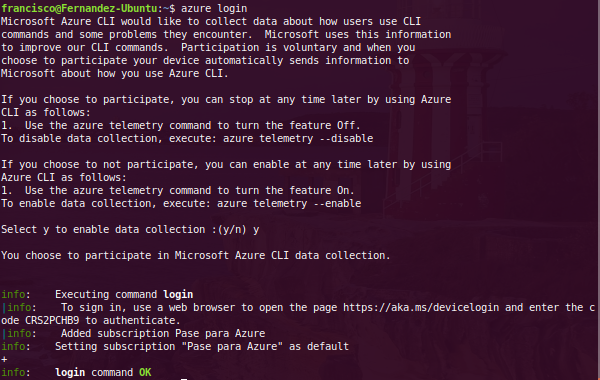 francisco@Fernandez-Ubuntu:~$ azure login
Microsoft Azure CLI would like to collect data about how users use CLI
commands and some problems they encounter.  Microsoft uses this information
to improve our CLI commands.  Participation is voluntary and when you
choose to participate your device automatically sends information to
Microsoft about how you use Azure CLI.

If you choose to participate, you can stop at any time later by using Azure
CLI as follows:
1.  Use the azure telemetry command to turn the feature Off.
To disable data collection, execute: azure telemetry --disable

If you choose to not participate, you can enable at any time later by using
Azure CLI as follows:
1.  Use the azure telemetry command to turn the feature On.
To enable data collection, execute: azure telemetry --enable

Select y to enable data collection :(y/n) y

You choose to participate in Microsoft Azure CLI data collection.

info:    Executing command login
|info:    To sign in, use a web browser to open the page https://aka.ms/devicelogin and enter the c
ode CRS2PCHB9 to authenticate.
|info:    Added subscription Pase para Azure
info:    Setting subscription "Pase para Azure" as default
+
info:    login command OK